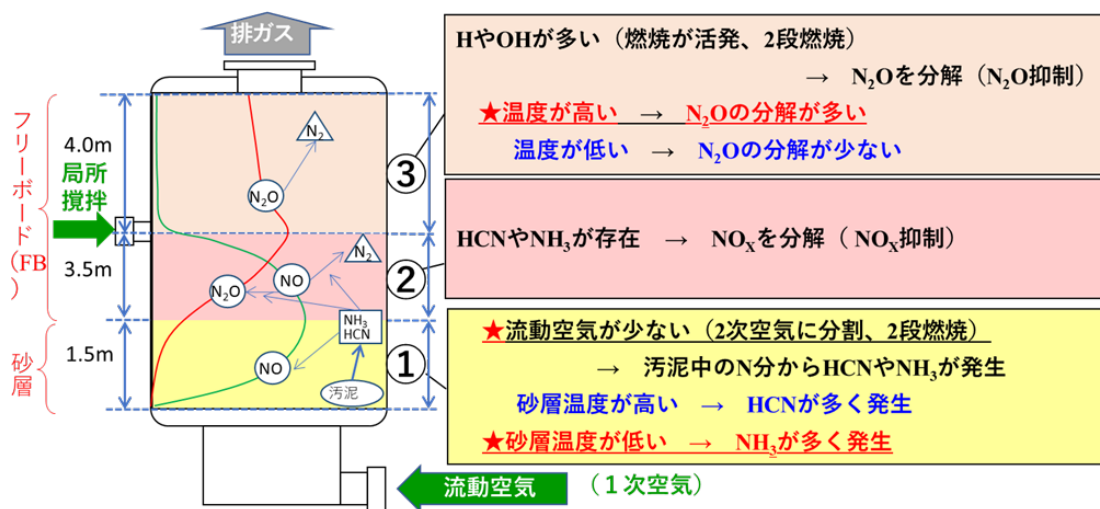 排ガス
フリーボード(FB)
砂層
4.0m
局所
撹拌
3.5m
1.5m
N₂
N₂O
③
N₂
NO
N₂O
②
NH₃
HCN
NO
①
汚泥
流動空気
(１次空気)
HやOHが多い（燃焼が活発、2段燃焼）
→ N₂Oを分解（N₂O抑制）
★温度が高い → N₂Oの分解が多い
温度が低い → N₂Oの分解が少ない
HCNやNH₃が存在 → NOXを分解（ NOX抑制）
★流動空気が少ない（2次空気に分割、2段燃焼）
→ 汚泥中のN分からHCNやNH₃が発生
砂層温度が高い → HCNが多く発生
★砂層温度が低い → NH₃が多く発生